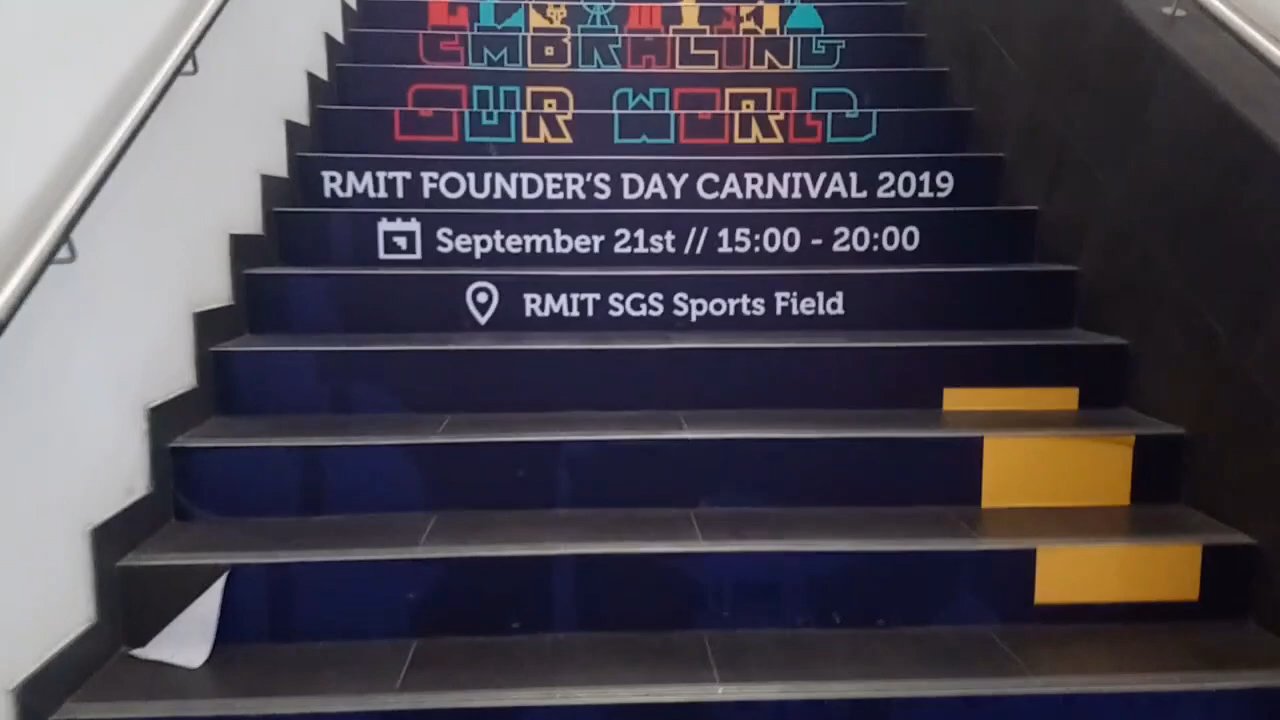 EMBRACING
OUR WORLD
RMIT FOUNDER'S DAY CARNIVAL 2019
September 21st // 15:00 - 20:00
RMIT SGS Sports Field